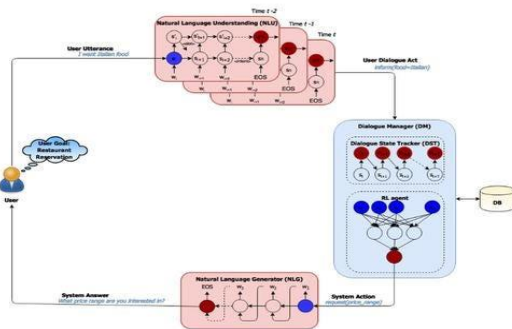 Time t -2
Natural Language Understanding (NLU)
Time t -1
Time t
User Utterance
I want Italian food
EOS
EOS
EOS
User Dialogue Act
inform(food=Italian)
User Goal:
Restaurant
Reservation
User
Dialogue Manager (DM)
Dialogue State Tracker (DST)
RL agent
DB
Natural Language Generator (NLG)
EOS
System Answer
What price range are you interested in?
System Action
request(price_range)